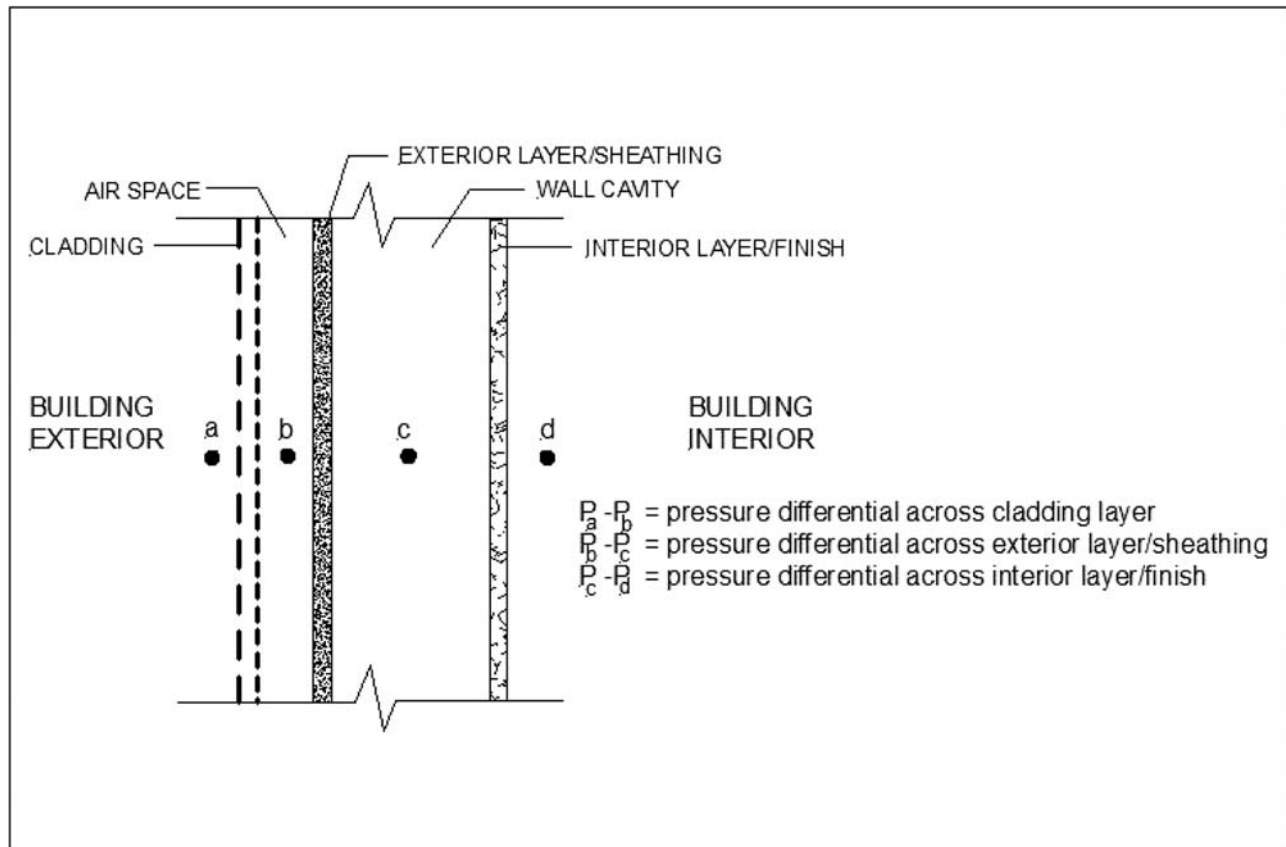 EXTERIOR LAYER/SHEATHING
AIR SPACE
WALL CAVITY
CLADDING
INTERIOR LAYER/FINISH
BUILDING
EXTERIOR
a
b
c
d
BUILDING
INTERIOR
Pa -Pb = pressure differential across cladding layer
Pb -Pc = pressure differential across exterior layer/sheathing
Pc -Pd = pressure differential across interior layer/finish